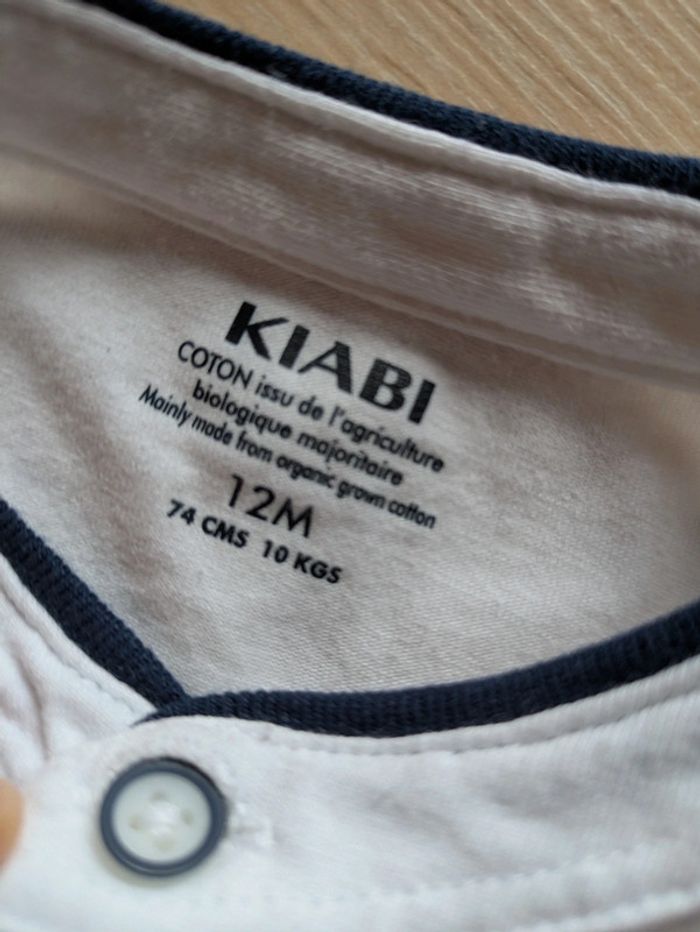 KIABI
COTON issu de l'agriculture
biologique majoritaire
Mainly made from organic grown cotton
12M
74 CMS 10 KGS